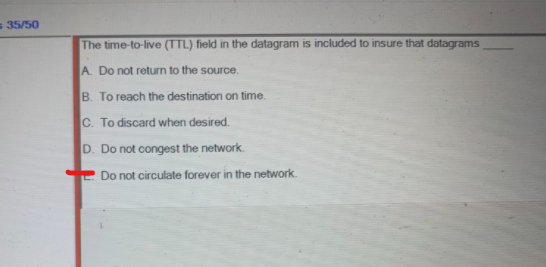 35/50
The time-to-live (TTL) field in the datagram is included to insure that datagrams _____
A. Do not return to the source.
B. To reach the destination on time.
C. To discard when desired.
D. Do not congest the network.
E. Do not circulate forever in the network.